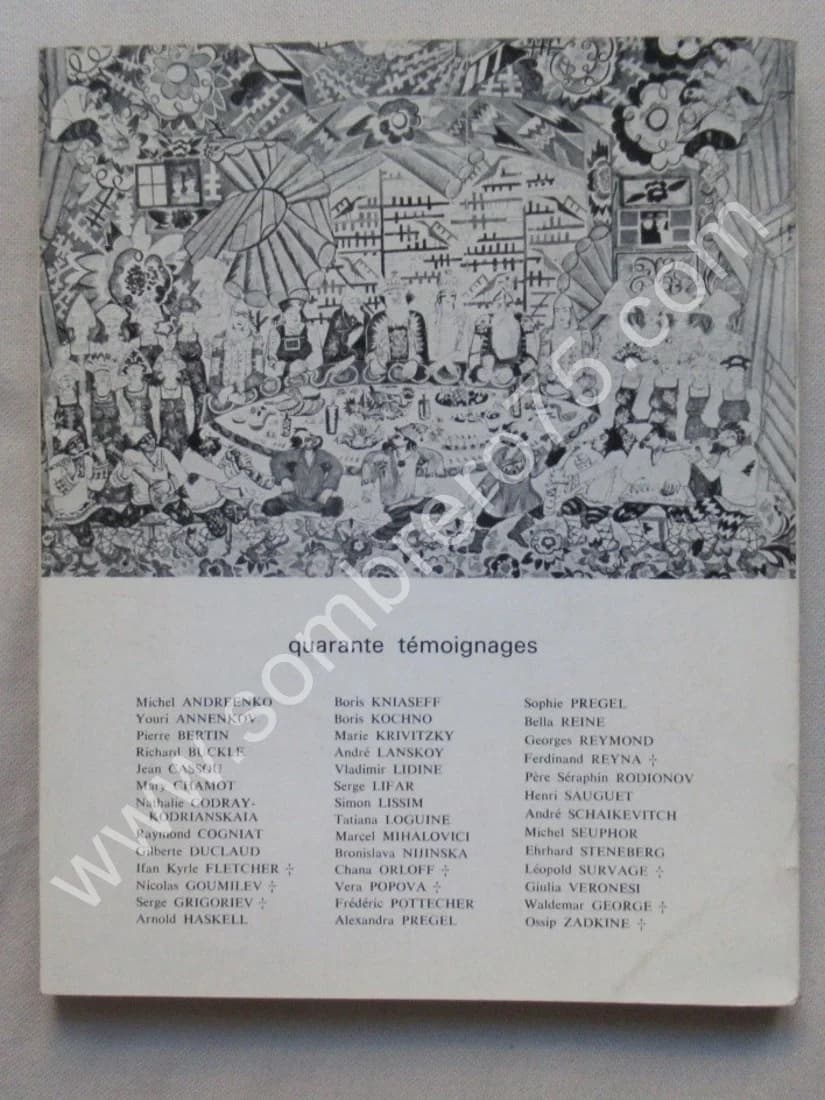 quarante témoignages
Michel ANDREENKO
Youri ANNENKOV
Pierre BERTIN
Richard BUCKLE
Jean CASSOU
Mary CHAMOT
Nathalie CODRAY-
KODRIANSKAIA
Raymond COGNIAT
Gilberte DUCLAUD
Ifan Kyrle FLETCHER ‡
Nicolas GOUMILEV ‡
Serge GRIGORIEV ‡
Arnold HASKELL
Boris KNIASEFF
Boris KOCHNO
Marie KRIVITZKY
André LANSKOY
Vladimir LIDINE
Serge LIFAR
Simon LISSIM
Tatiana LOGUINE
Marcel MIHALOVICI
Bronislava NIJINSKA
Chana ORLOFF ‡
Vera POPOVA ‡
Frédéric POTTECHER
Alexandra PREGEL
Sophie PREGEL
Bella REINE
Georges REYMOND
Ferdinand REYNA ‡
Père Séraphin RODIONOV
Henri SAUGUET
André SCHAIKEVITCH
Michel SEUPHOR
Ehrhard STENEBERG
Léopold SURVAGE ‡
Giulia VERONESI
Waldemar GEORGE ‡
Ossip ZADKINE ‡
www.sombrero75.com